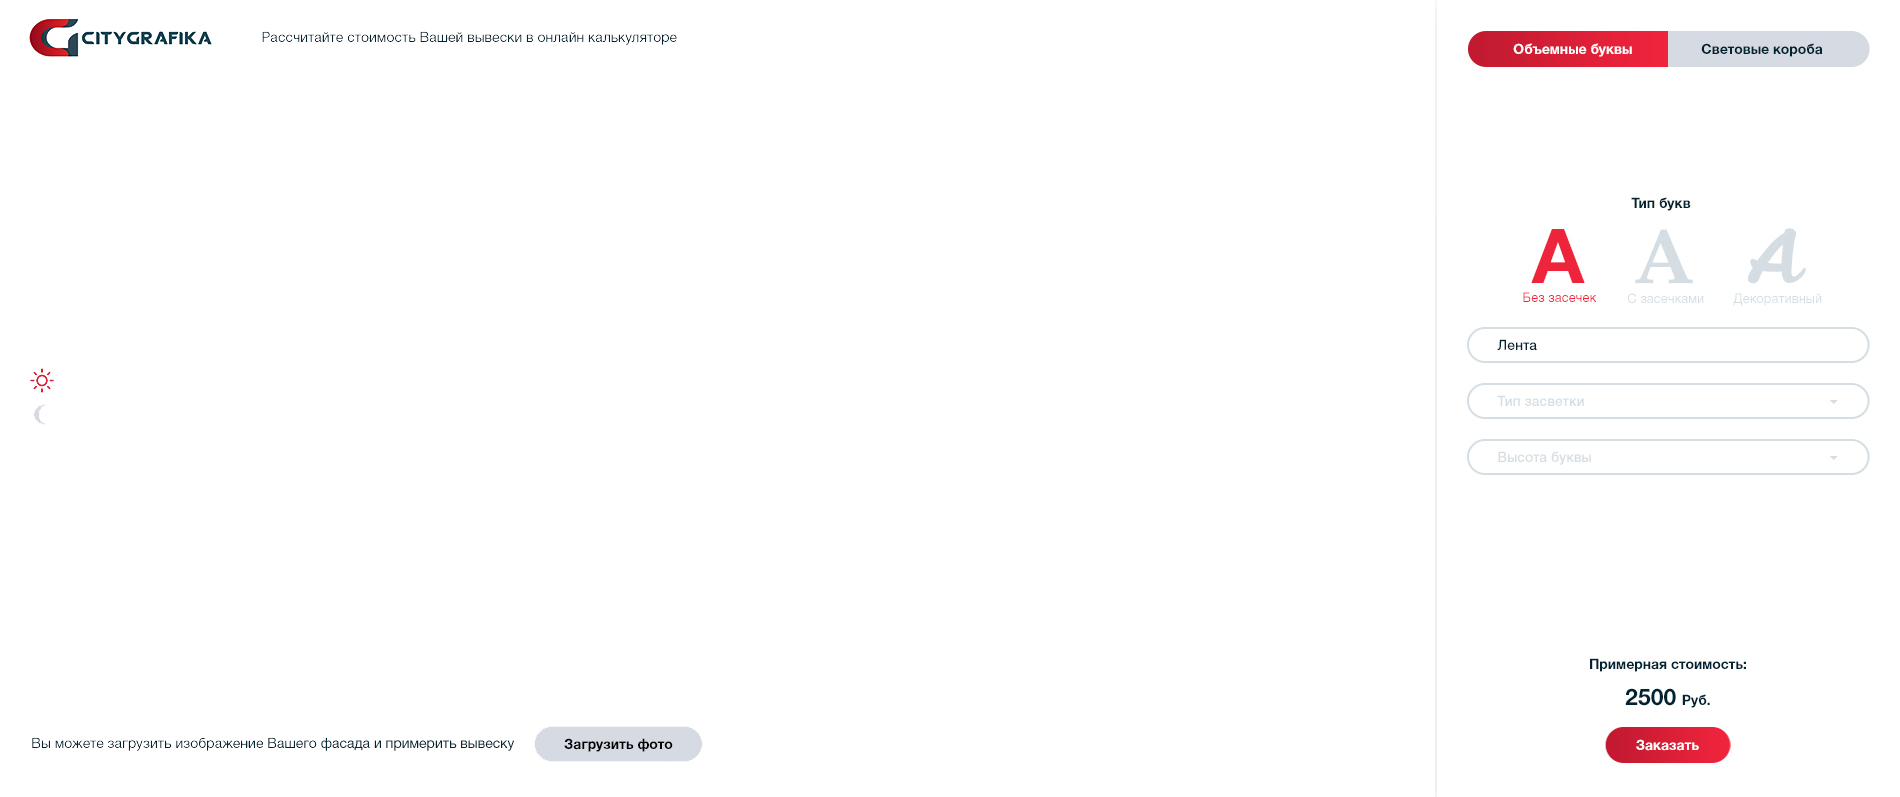 CITYGRAFIKA
Рассчитайте стоимость Вашей вывески в онлайн калькуляторе
Объемные буквы
Световые короба
Тип букв
A A A
Без засечек
С засечками
Декоративный
Лента
Тип засветки
Высота буквы
Примерная стоимость:
2500 Руб.
Заказать
Вы можете загрузить изображение Вашего фасада и примерить вывеску
Загрузить фото